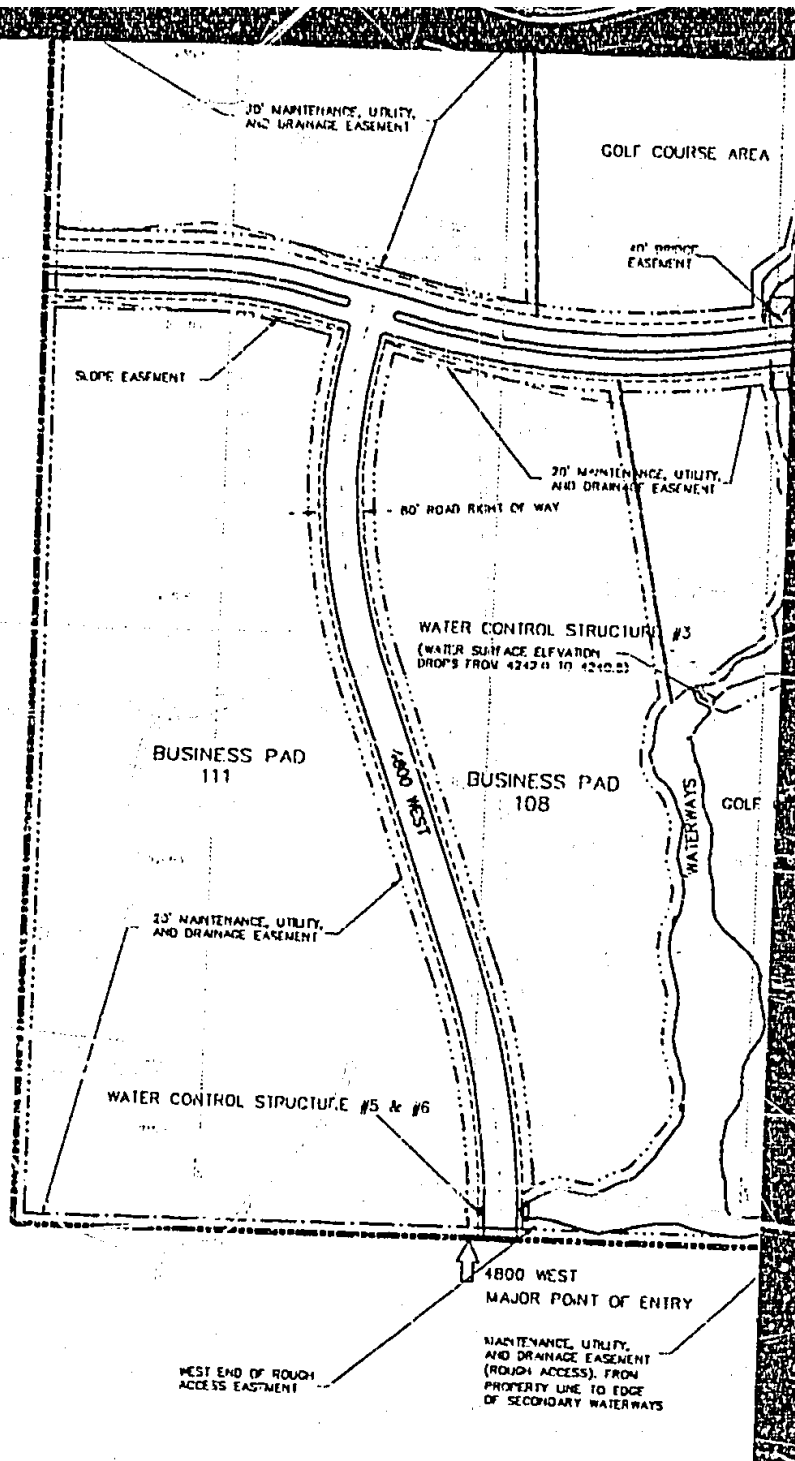 MAINTENANCE, UTILITY,
AND DRAINAGE EASEMENT
GOLF COURSE AREA
40' BRIDGE
EASEMENT
SLOPE EASEMENT
20' MAINTENANCE, UTILITY,
AND DRAINAGE EASEMENT
ROAD RIGHT OF WAY
WATER CONTROL STRUCTURE #3
(WATER SURFACE ELEVATION
DROPS FROM TO
BUSINESS PAD
111
4800 WEST
BUSINESS PAD
108
WATERWAYS
GOLF
20' MAINTENANCE, UTILITY,
AND DRAINAGE EASEMENT
WATER CONTROL STRUCTURE #5 & #6
4800 WEST
MAJOR POINT OF ENTRY
WEST END OF ROUGH
ACCESS EASTMENT
MAINTENANCE, UTILITY,
AND DRAINAGE EASEMENT
(ROUGH ACCESS), FROM
PROPERTY LINE TO EDGE
OF SECONDARY WATERWAYS